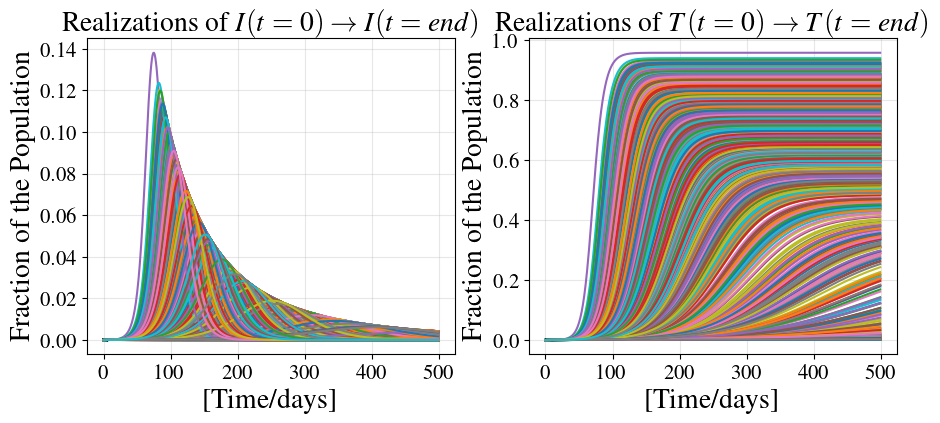 Realizations of I(t = 0) → I(t = end)
Fraction of the Population
0.14
0.12
0.10
0.08
0.06
0.04
0.02
0.00
0 100 200 300 400 500
[Time/days]
Realizations of T(t = 0) → T(t = end)
Fraction of the Population
1.0
0.8
0.6
0.4
0.2
0.0
0 100 200 300 400 500
[Time/days]